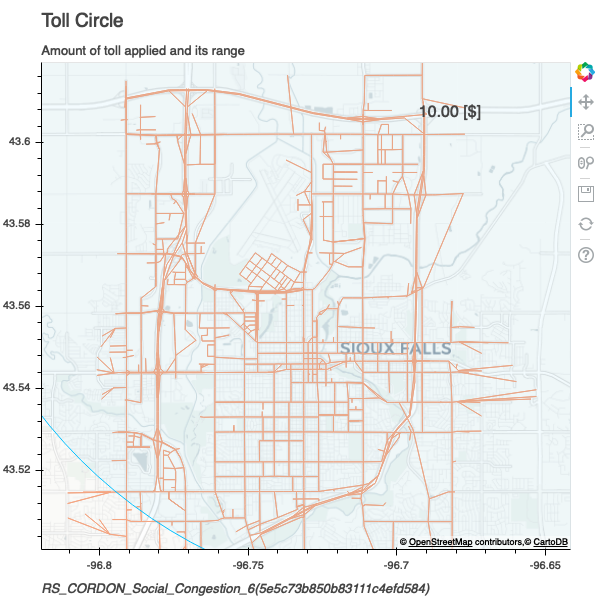 Toll Circle
Amount of toll applied and its range
10.00 [$]
43.6
43.58
43.56
SIOUX FALLS
43.54
43.52
© OpenStreetMap contributors,© CartoDB
-96.8
-96.75
-96.7
-96.65
RS_CORDON_Social_Congestion_6(5e5c73b850b83111c4efd584)